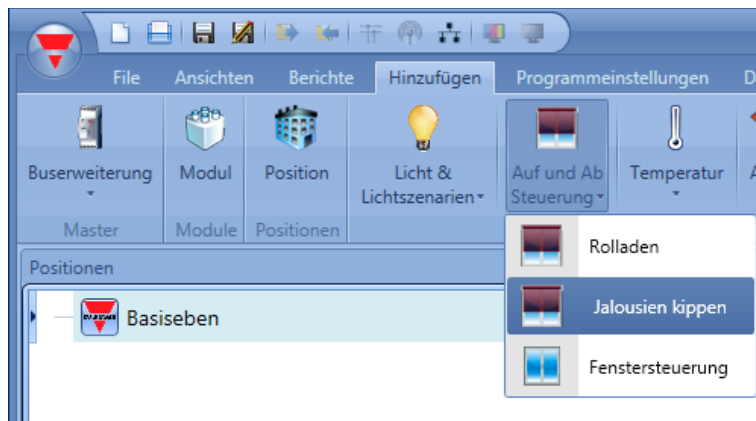 File Ansichten Berichte Hinzufügen Programmeinstellungen D
Buserweiterung Modul Position Licht & Lichtszenarien Auf und Ab Steuerung Temperatur
Master Module Positionen
Rolladen
Positionen
Jalousien kippen
Basiseben
Fenstersteuerung